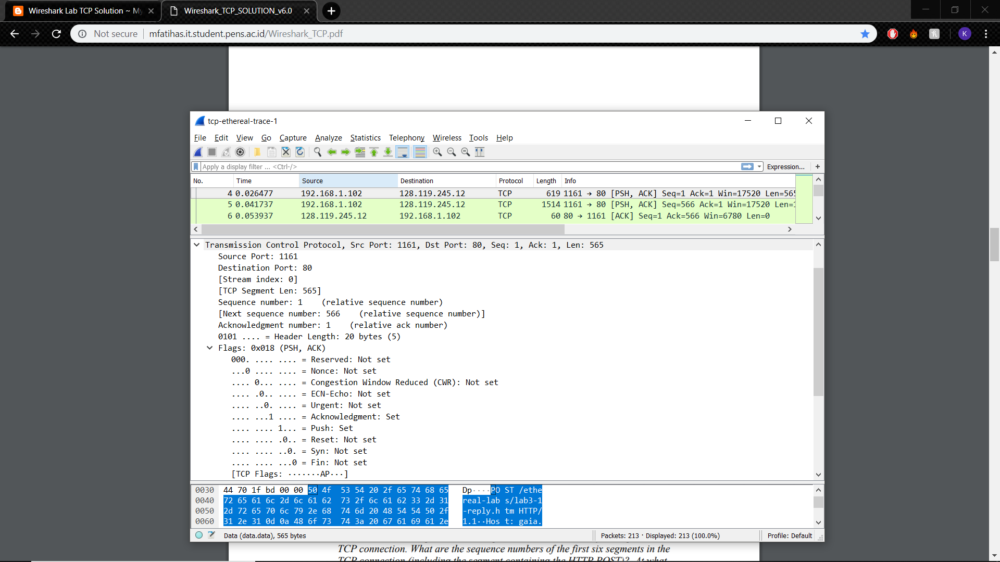 Wireshark Lab TCP Solution ~ My
Wireshark_TCP_SOLUTION_v6.0
Not secure
mfatihas.it.student.pens.ac.id/Wireshark_TCP.pdf
K
tcp-ethereal-trace-1
File Edit View Go Capture Analyze Statistics Telephony Wireless Tools Help
Apply a display filter ... <Ctrl-/>
Expression... +
No. Time Source Destination Protocol Length Info
4 0.026477 192.168.1.102 128.119.245.12 TCP 619 1161 → 80 [PSH, ACK] Seq=1 Ack=1 Win=17520 Len=565
5 0.041737 192.168.1.102 128.119.245.12 TCP 1514 1161 → 80 [PSH, ACK] Seq=566 Ack=1 Win=17520 Len=1
6 0.053937 128.119.245.12 192.168.1.102 TCP 60 80 → 1161 [ACK] Seq=1 Ack=566 Win=6780 Len=0
Transmission Control Protocol, Src Port: 1161, Dst Port: 80, Seq: 1, Ack: 1, Len: 565
Source Port: 1161
Destination Port: 80
[Stream index: 0]
[TCP Segment Len: 565]
Sequence number: 1    (relative sequence number)
[Next sequence number: 566    (relative sequence number)]
Acknowledgment number: 1    (relative ack number)
0101 .... = Header Length: 20 bytes (5)
Flags: 0x018 (PSH, ACK)
000. .... .... = Reserved: Not set
...0 .... .... = Nonce: Not set
.... 0... .... = Congestion Window Reduced (CWR): Not set
.... .0.. .... = ECN-Echo: Not set
.... ..0. .... = Urgent: Not set
.... ...1 .... = Acknowledgment: Set
.... .... 1... = Push: Set
.... .... .0.. = Reset: Not set
.... .... ..0. = Syn: Not set
.... .... ...0 = Fin: Not set
[TCP Flags: ·······AP···]
0030 44 70 1f bd 00 00 50 4f 53 54 20 2f 65 74 68 65 Dp····PO ST /ethe
0040 72 65 61 6c 2d 6c 61 62 73 2f 6c 61 62 33 2d 31 real-lab s/lab3-1
0050 2d 72 65 70 6c 79 2e 68 74 6d 20 48 54 54 50 2f -reply.h tm HTTP/
0060 31 2e 31 0d 0a 48 6f 73 74 3a 20 67 61 69 61 2e 1.1··Hos t: gaia.
Data (data.data), 565 bytes
Packets: 213 · Displayed: 213 (100.0%)
Profile: Default
TCP connection. What are the sequence numbers of the first six segments in the
TCP connection (including the segment containing the HTTP POST)? At what